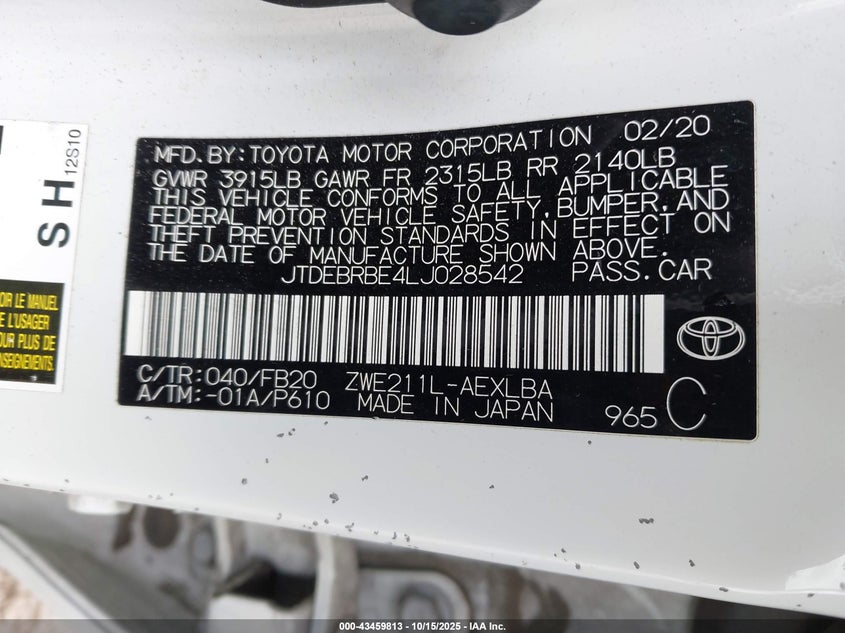 SH
12S10
OIR LE MANUEL
E L'USAGER
OUR PLUS DE
NSEIGNEMENTS.
MFD. BY: TOYOTA MOTOR CORPORATION 02/20
GVWR 3915LB GAWR FR 2315LB RR 2140LB
THIS VEHICLE CONFORMS TO ALL APPLICABLE
FEDERAL MOTOR VEHICLE SAFETY, BUMPER, AND
THEFT PREVENTION STANDARDS IN EFFECT ON
THE DATE OF MANUFACTURE SHOWN ABOVE.
JTDEBRBE4LJ028542 PASS. CAR
C/TR: 040/FB20 ZWE211L-AEXLBA
A/TM: -01A/P610 MADE IN JAPAN 965 C
000-43459813 - 10/15/2025 - IAA Inc.